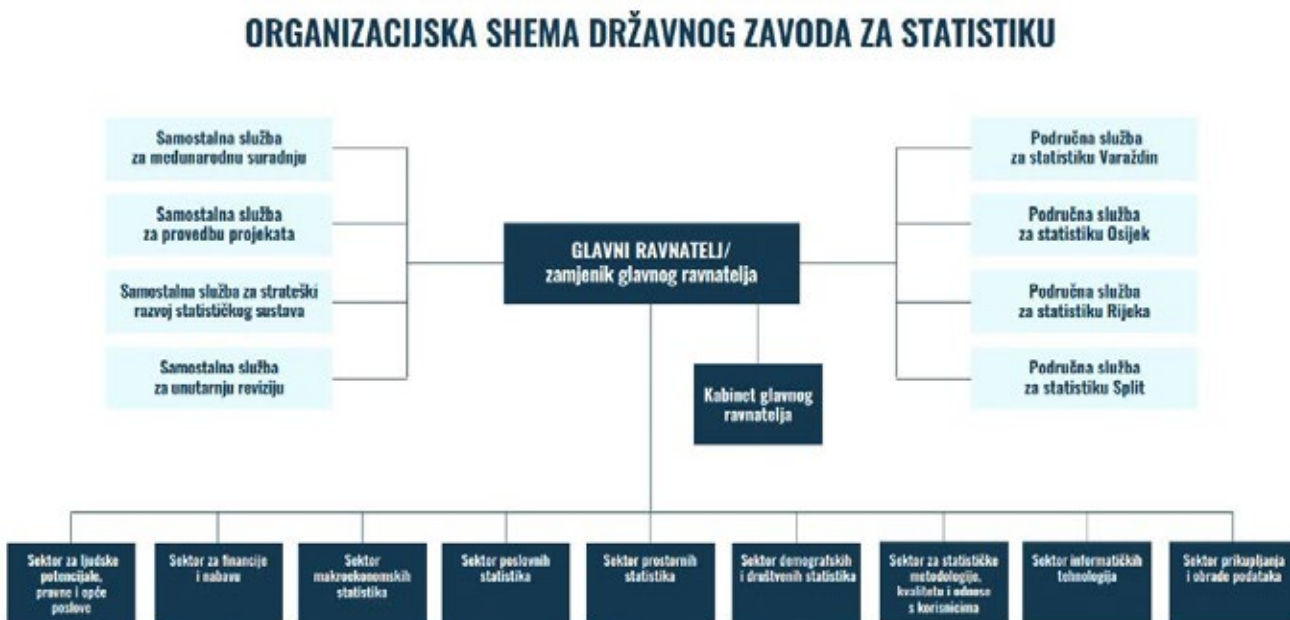 ORGANIZACIJSKA SHEMA DRŽAVNOG ZAVODA ZA STATISTIKU
Samostalna služba
za međunarodnu suradnju
Samostalna služba
za provedbu projekata
Samostalna služba za strateški
razvoj statističkog sustava
Samostalna služba
za unutarnju reviziju
GLAVNI RAVNATELJ/
zamjenik glavnog ravnatelja
Kabinet glavnog
ravnatelja
Područna služba
za statistiku Varaždin
Područna služba
za statistiku Osijek
Područna služba
za statistiku Rijeka
Područna služba
za statistiku Split
Sektor za ljudske
potencijale,
pravne i opće
poslove
Sektor za financije
i nabavu
Sektor
makroekonomskih
statistika
Sektor poslovnih
statistika
Sektor prostornih
statistika
Sektor demografskih
i društvenih statistika
Sektor za statističke
metodologije,
kvalitetu i odnose
s korisnicima
Sektor informatičkih
tehnologija
Sektor prikupljanja
i obrade podataka